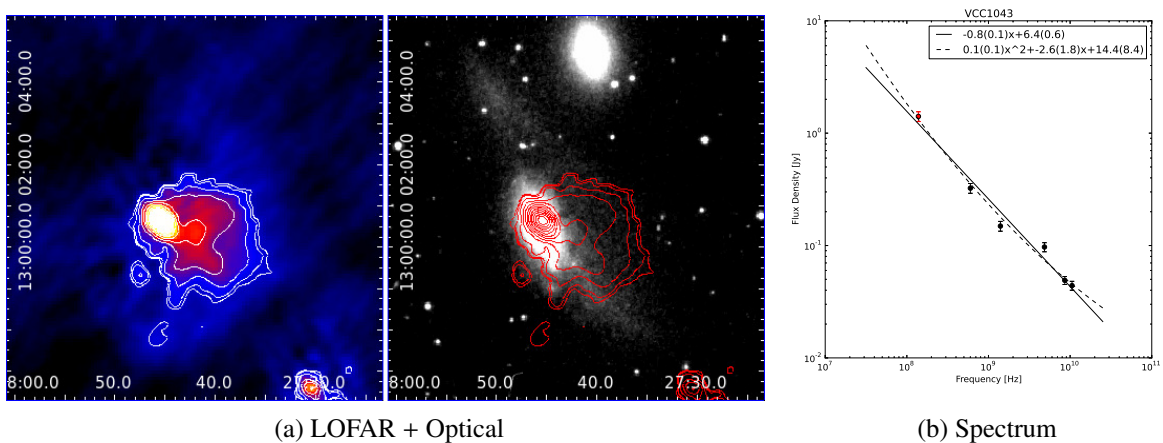 VCC1043
-0.8(0.1)x+6.4(0.6)
0.1(0.1)x^2+-2.6(1.8)x+14.4(8.4)
13:00:00.0 02:00.0 04:00.0
8:00.0 50.0 40.0 27:30.0
13:00:00.0 02:00.0 04:00.0
50.0 40.0 27:30.0
Flux Density [Jy]
10^1
10^0
10^-1
10^-2
10^7 10^8 10^9 10^10 10^11
Frequency [Hz]
(a) LOFAR + Optical
(b) Spectrum